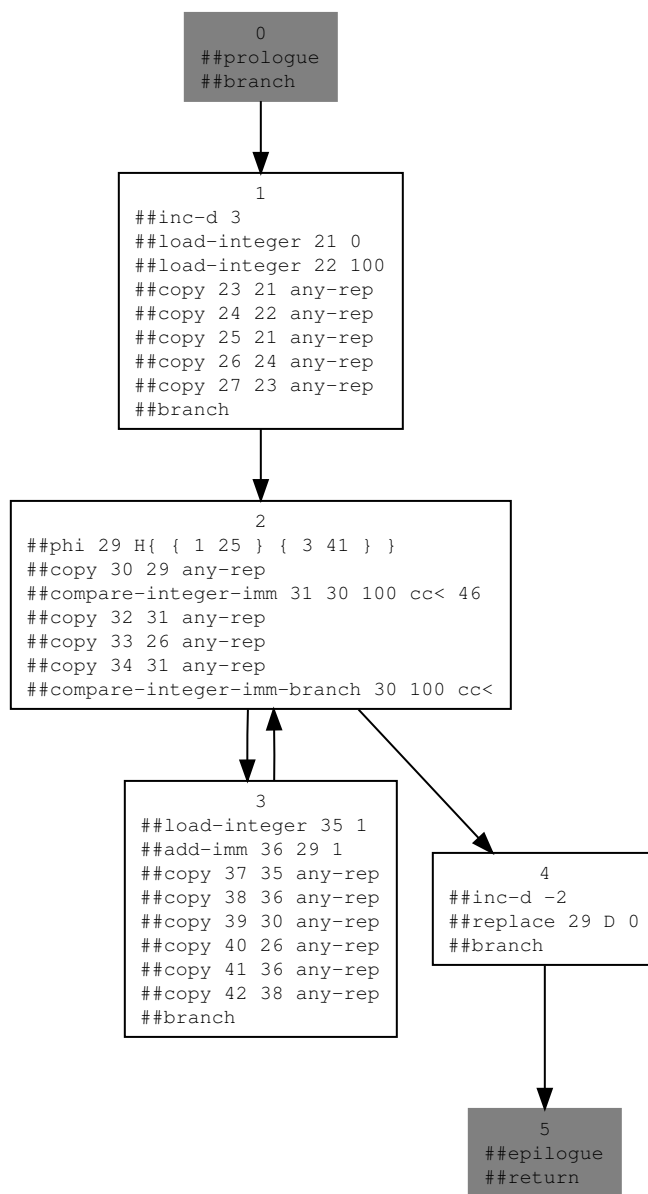 0
##prologue
##branch
1
##inc-d 3
##load-integer 21 0
##load-integer 22 100
##copy 23 21 any-rep
##copy 24 22 any-rep
##copy 25 21 any-rep
##copy 26 24 any-rep
##copy 27 23 any-rep
##branch
2
##phi 29 H{ { 1 25 } { 3 41 } }
##copy 30 29 any-rep
##compare-integer-imm 31 30 100 cc< 46
##copy 32 31 any-rep
##copy 33 26 any-rep
##copy 34 31 any-rep
##compare-integer-imm-branch 30 100 cc<
3
##load-integer 35 1
##add-imm 36 29 1
##copy 37 35 any-rep
##copy 38 36 any-rep
##copy 39 30 any-rep
##copy 40 26 any-rep
##copy 41 36 any-rep
##copy 42 38 any-rep
##branch
4
##inc-d -2
##replace 29 D 0
##branch
5
##epilogue
##return